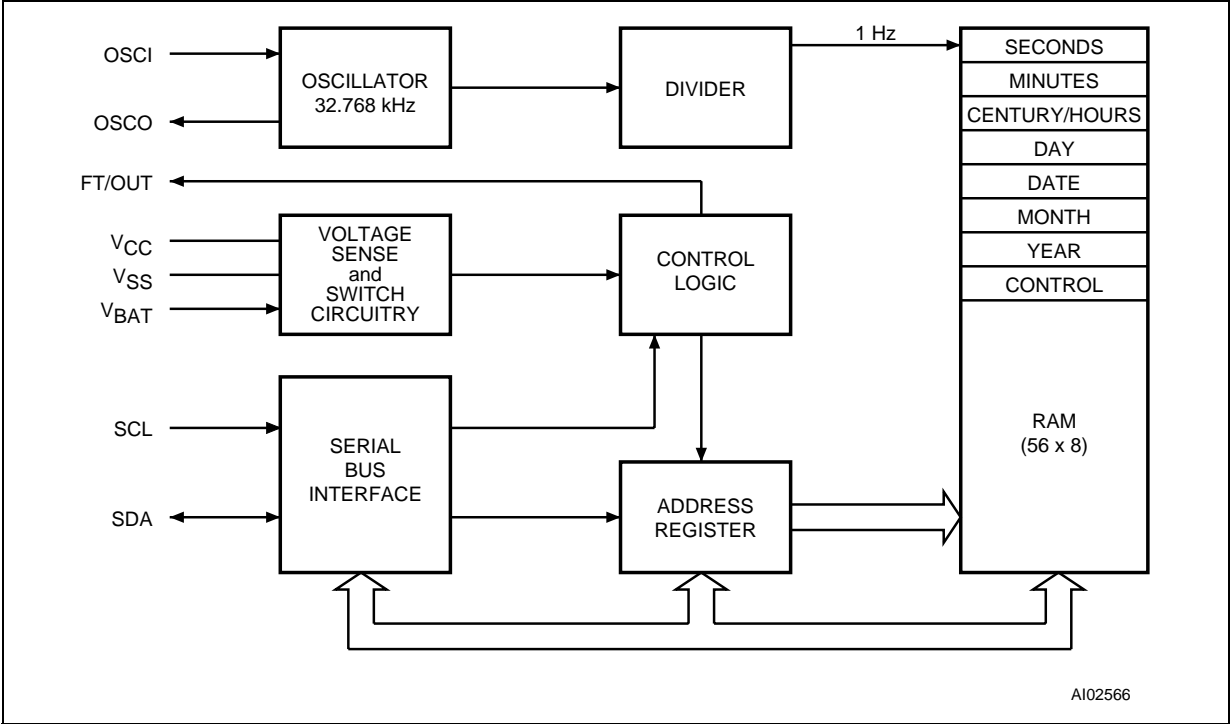 OSCI
OSCO
FT/OUT
VCC
VSS
VBAT
SCL
SDA
OSCILLATOR
32.768 kHz
VOLTAGE
SENSE
and
SWITCH
CIRCUITRY
SERIAL
BUS
INTERFACE
DIVIDER
CONTROL
LOGIC
ADDRESS
REGISTER
1 Hz
SECONDS
MINUTES
CENTURY/HOURS
DAY
DATE
MONTH
YEAR
CONTROL
RAM
(56 x 8)
AI02566